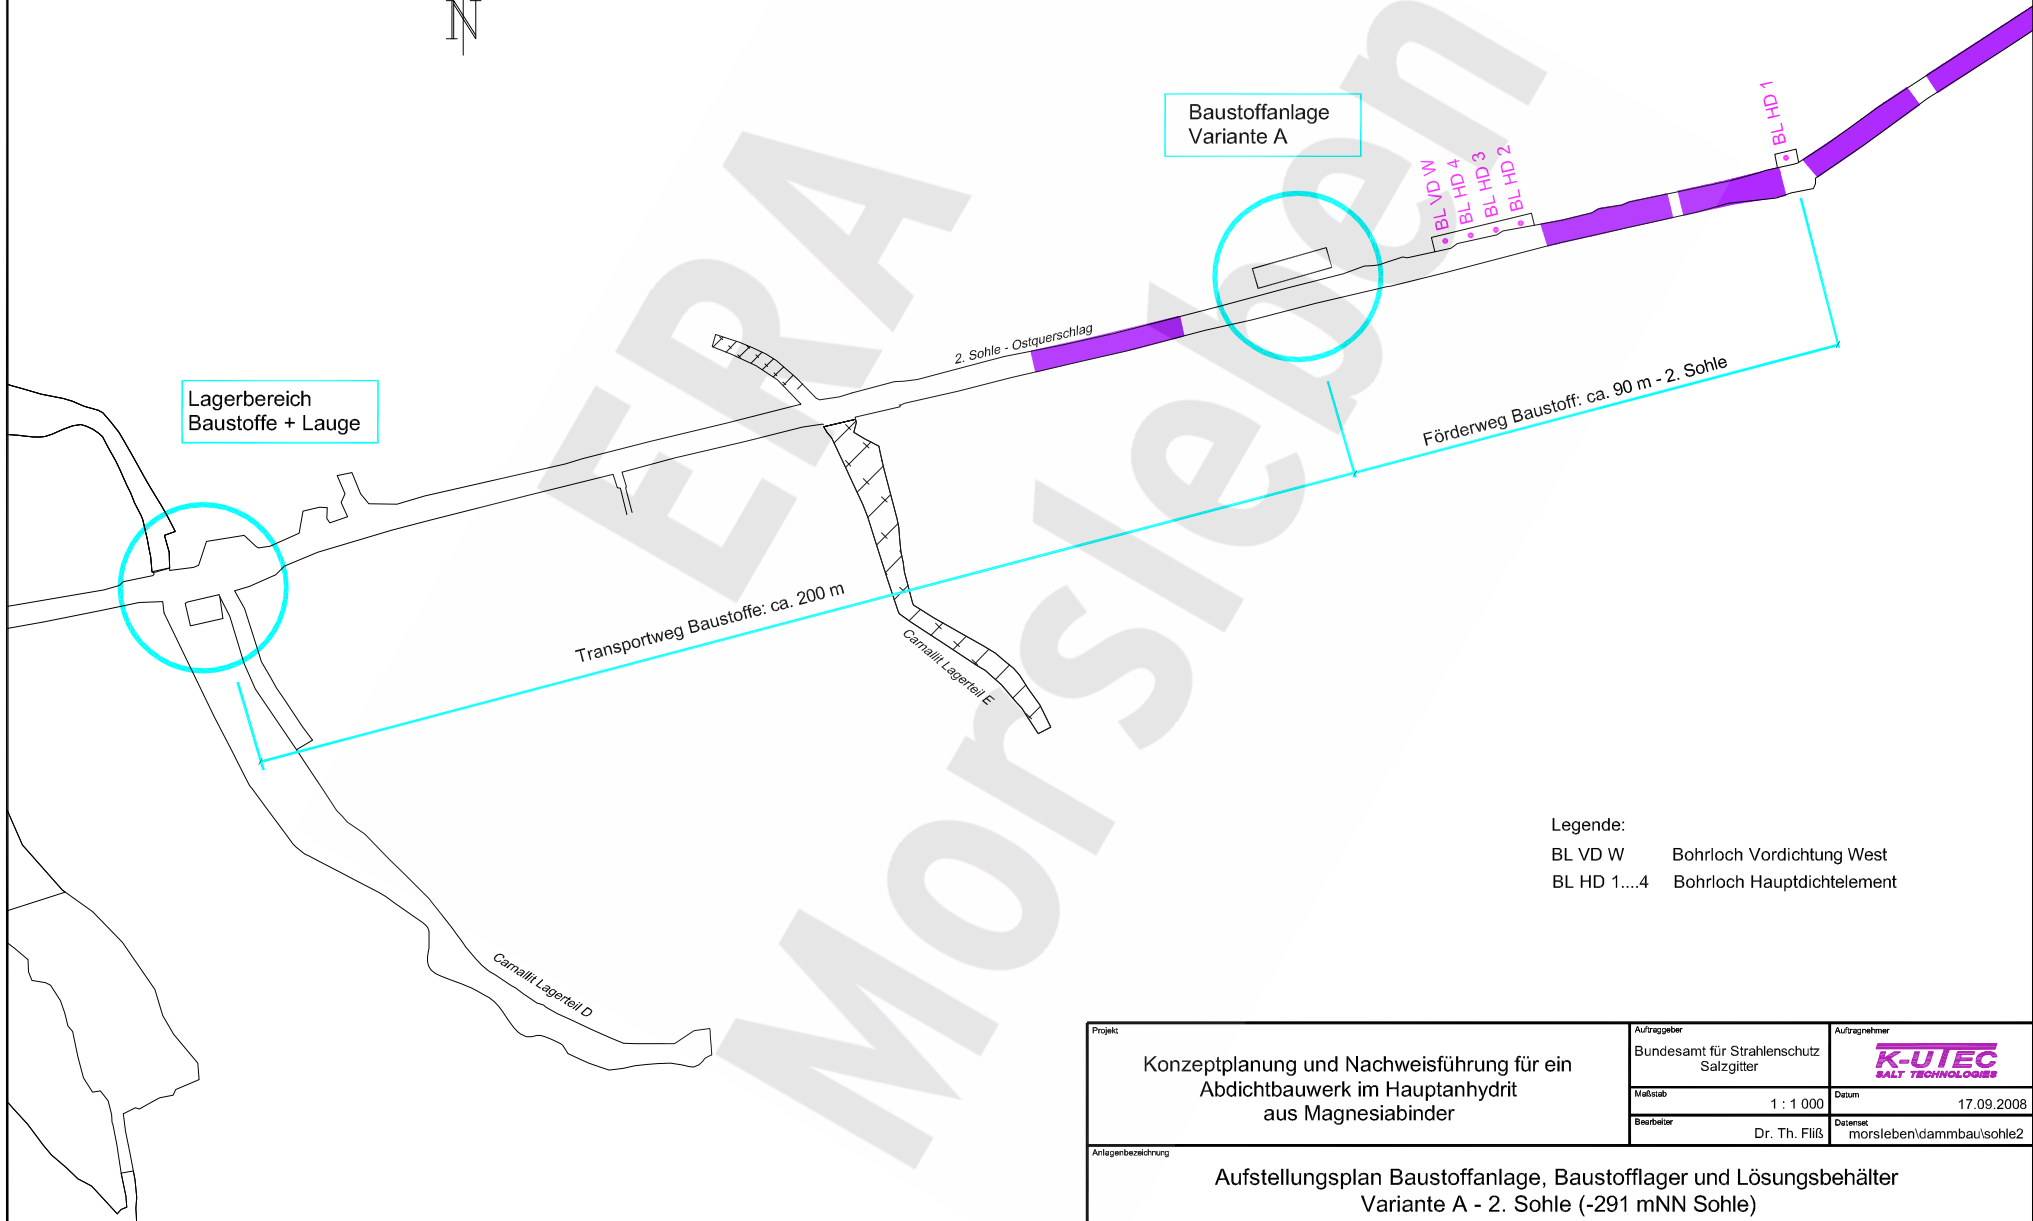 N
Baustoffanlage
Variante A
BL HD 1
BL VD W
BL HD 4
BL HD 3
BL HD 2
2. Sohle - Ostquerschlag
Förderweg Baustoff: ca. 90 m - 2. Sohle
Lagerbereich
Baustoffe + Lauge
Transportweg Baustoffe: ca. 200 m
Carnallit Lagerteil E
Carnallit Lagerteil D
ERA
Morsleben
Legende:
BL VD W Bohrloch Vordichtung West
BL HD 1....4 Bohrloch Hauptdichtelement
Projekt
Konzeptplanung und Nachweisführung für ein
Abdichtbauwerk im Hauptanhydrit
aus Magnesiabinder
Auftraggeber
Bundesamt für Strahlenschutz
Salzgitter
Auftragnehmer
K-UTEC
SALT TECHNOLOGIES
Maßstab
1 : 1 000
Datum
17.09.2008
Bearbeiter
Dr. Th. Fliß
Datenset
morsleben\dammbau\sohle2
Anlagenbezeichnung
Aufstellungsplan Baustoffanlage, Baustofflager und Lösungsbehälter
Variante A - 2. Sohle (-291 mNN Sohle)